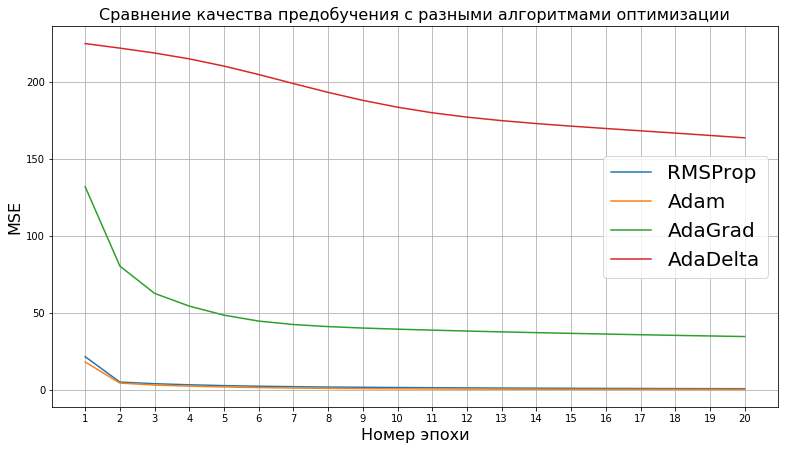 Сравнение качества предобучения с разными алгоритмами оптимизации
MSE
200
150
100
50
0
RMSProp
Adam
AdaGrad
AdaDelta
1 2 3 4 5 6 7 8 9 10 11 12 13 14 15 16 17 18 19 20
Номер эпохи